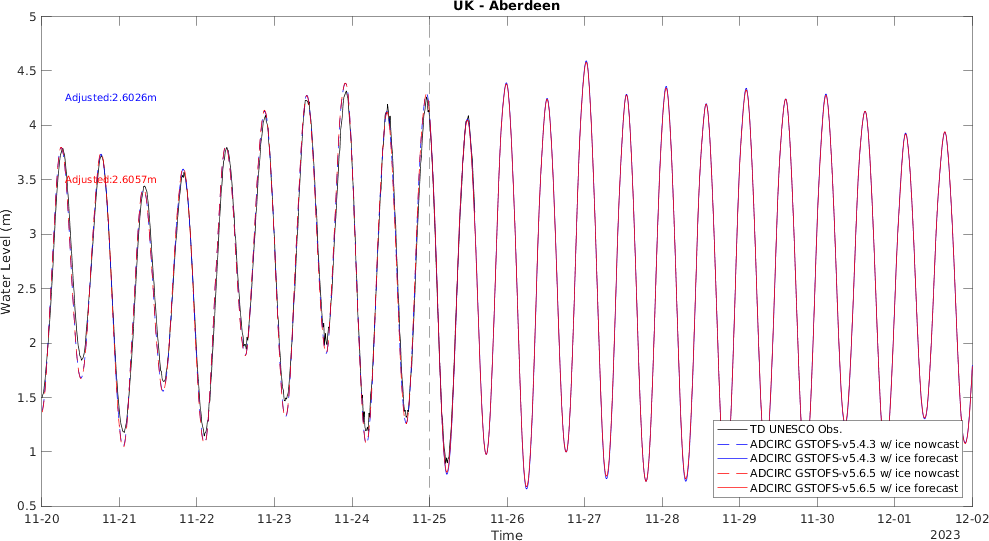 UK - Aberdeen
5
4.5
4
3.5
3
2.5
2
1.5
1
0.5
Water Level (m)
Adjusted:2.6026m
Adjusted:2.6057m
TD UNESCO Obs.
ADCIRC GSTOFS-v5.4.3 w/ ice nowcast
ADCIRC GSTOFS-v5.4.3 w/ ice forecast
ADCIRC GSTOFS-v5.6.5 w/ ice nowcast
ADCIRC GSTOFS-v5.6.5 w/ ice forecast
11-20 11-21 11-22 11-23 11-24 11-25 11-26 11-27 11-28 11-29 11-30 12-01 12-02
Time
2023